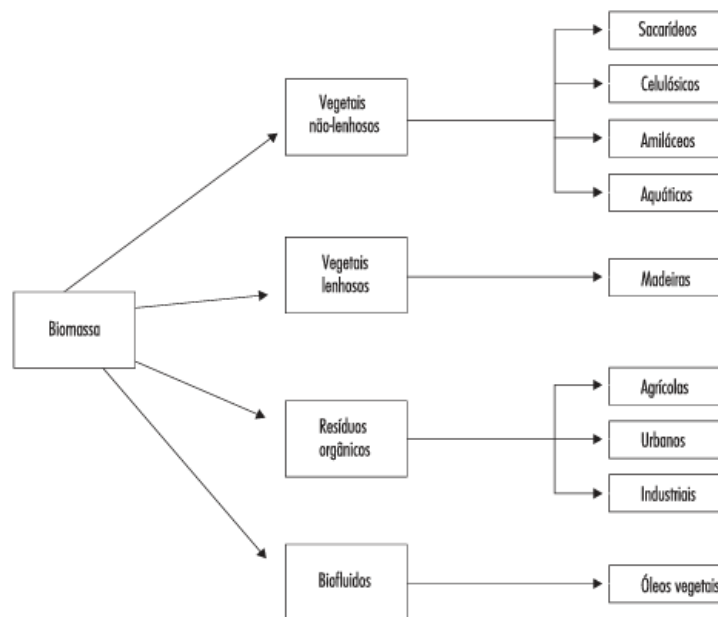 Biomassa
Vegetais
não-lenhosos
Sacarídeos
Celulósicos
Amiláceos
Aquáticos
Vegetais
lenhosos
Madeiras
Resíduos
orgânicos
Agrícolas
Urbanos
Industriais
Biofluidos
Óleos vegetais